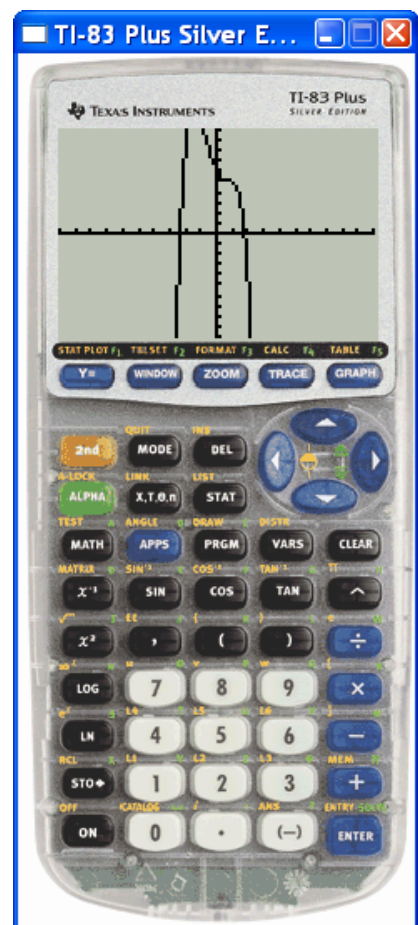 TI-83 Plus Silver E...
TEXAS INSTRUMENTS
TI-83 Plus
SILVER EDITION
STAT PLOT F1 TBLSET F2 FORMAT F3 CALC F4 TABLE F5
Y= WINDOW ZOOM TRACE GRAPH
QUIT INS
2nd MODE DEL
A-LOCK LINK LIST
ALPHA X,T,θ,n STAT
TEST A ANGLE B DRAW C DISTR
MATH APPS PRGM VARS CLEAR
MATRIX D SIN⁻¹ E COS⁻¹ F TAN⁻¹ G π H
x⁻¹ SIN COS TAN ^
√ I EE J { K } L e M
x² , ( ) ÷
10ˣ N u O v P w Q [ R
LOG 7 8 9 ×
eˣ S L4 T L5 U L6 V ] W
LN 4 5 6 −
RCL X L1 Y L2 Z L3 θ MEM "
STO 1 2 3 +
OFF CATALOG i : ANS ? ENTRY SOLVE
ON 0 . (−) ENTER